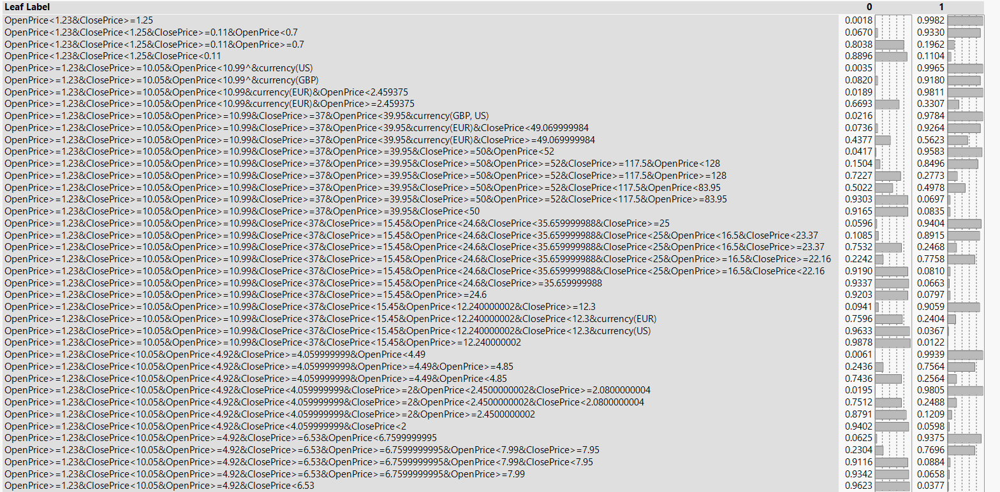 Leaf Label 0 1
OpenPrice<1.23&ClosePrice>=1.25 0.0018 0.9982
OpenPrice<1.23&ClosePrice<1.25&ClosePrice>=0.11&OpenPrice<0.7 0.0670 0.9330
OpenPrice<1.23&ClosePrice<1.25&ClosePrice>=0.11&OpenPrice>=0.7 0.8038 0.1962
OpenPrice<1.23&ClosePrice<1.25&ClosePrice<0.11 0.8896 0.1104
OpenPrice>=1.23&ClosePrice>=10.05&OpenPrice<10.99^&currency(US) 0.0035 0.9965
OpenPrice>=1.23&ClosePrice>=10.05&OpenPrice<10.99^&currency(GBP) 0.0820 0.9180
OpenPrice>=1.23&ClosePrice>=10.05&OpenPrice<10.99&currency(EUR)&OpenPrice<2.459375 0.0189 0.9811
OpenPrice>=1.23&ClosePrice>=10.05&OpenPrice<10.99&currency(EUR)&OpenPrice>=2.459375 0.6693 0.3307
OpenPrice>=1.23&ClosePrice>=10.05&OpenPrice>=10.99&ClosePrice>=37&OpenPrice<39.95&currency(GBP, US) 0.0216 0.9784
OpenPrice>=1.23&ClosePrice>=10.05&OpenPrice>=10.99&ClosePrice>=37&OpenPrice<39.95&currency(EUR)&ClosePrice<49.069999984 0.0736 0.9264
OpenPrice>=1.23&ClosePrice>=10.05&OpenPrice>=10.99&ClosePrice>=37&OpenPrice<39.95&currency(EUR)&ClosePrice>=49.069999984 0.4377 0.5623
OpenPrice>=1.23&ClosePrice>=10.05&OpenPrice>=10.99&ClosePrice>=37&OpenPrice>=39.95&ClosePrice>=50&OpenPrice<52 0.0417 0.9583
OpenPrice>=1.23&ClosePrice>=10.05&OpenPrice>=10.99&ClosePrice>=37&OpenPrice>=39.95&ClosePrice>=50&OpenPrice>=52&ClosePrice>=117.5&OpenPrice<128 0.1504 0.8496
OpenPrice>=1.23&ClosePrice>=10.05&OpenPrice>=10.99&ClosePrice>=37&OpenPrice>=39.95&ClosePrice>=50&OpenPrice>=52&ClosePrice>=117.5&OpenPrice>=128 0.7227 0.2773
OpenPrice>=1.23&ClosePrice>=10.05&OpenPrice>=10.99&ClosePrice>=37&OpenPrice>=39.95&ClosePrice>=50&OpenPrice>=52&ClosePrice<117.5&OpenPrice<83.95 0.5022 0.4978
OpenPrice>=1.23&ClosePrice>=10.05&OpenPrice>=10.99&ClosePrice>=37&OpenPrice>=39.95&ClosePrice>=50&OpenPrice>=52&ClosePrice<117.5&OpenPrice>=83.95 0.9303 0.0697
OpenPrice>=1.23&ClosePrice>=10.05&OpenPrice>=10.99&ClosePrice>=37&OpenPrice>=39.95&ClosePrice<50 0.9165 0.0835
OpenPrice>=1.23&ClosePrice>=10.05&OpenPrice>=10.99&ClosePrice<37&ClosePrice>=15.45&OpenPrice<24.6&ClosePrice<35.659999988&ClosePrice>=25 0.0596 0.9404
OpenPrice>=1.23&ClosePrice>=10.05&OpenPrice>=10.99&ClosePrice<37&ClosePrice>=15.45&OpenPrice<24.6&ClosePrice<35.659999988&ClosePrice<25&OpenPrice<16.5&ClosePrice<23.37 0.1085 0.8915
OpenPrice>=1.23&ClosePrice>=10.05&OpenPrice>=10.99&ClosePrice<37&ClosePrice>=15.45&OpenPrice<24.6&ClosePrice<35.659999988&ClosePrice<25&OpenPrice<16.5&ClosePrice>=23.37 0.7532 0.2468
OpenPrice>=1.23&ClosePrice>=10.05&OpenPrice>=10.99&ClosePrice<37&ClosePrice>=15.45&OpenPrice<24.6&ClosePrice<35.659999988&ClosePrice<25&OpenPrice>=16.5&ClosePrice>=22.16 0.2242 0.7758
OpenPrice>=1.23&ClosePrice>=10.05&OpenPrice>=10.99&ClosePrice<37&ClosePrice>=15.45&OpenPrice<24.6&ClosePrice<35.659999988&ClosePrice<25&OpenPrice>=16.5&ClosePrice<22.16 0.9190 0.0810
OpenPrice>=1.23&ClosePrice>=10.05&OpenPrice>=10.99&ClosePrice<37&ClosePrice>=15.45&OpenPrice<24.6&ClosePrice>=35.659999988 0.9337 0.0663
OpenPrice>=1.23&ClosePrice>=10.05&OpenPrice>=10.99&ClosePrice<37&ClosePrice>=15.45&OpenPrice>=24.6 0.9203 0.0797
OpenPrice>=1.23&ClosePrice>=10.05&OpenPrice>=10.99&ClosePrice<37&ClosePrice<15.45&OpenPrice<12.240000002&ClosePrice>=12.3 0.0941 0.9059
OpenPrice>=1.23&ClosePrice>=10.05&OpenPrice>=10.99&ClosePrice<37&ClosePrice<15.45&OpenPrice<12.240000002&ClosePrice<12.3&currency(EUR) 0.7596 0.2404
OpenPrice>=1.23&ClosePrice>=10.05&OpenPrice>=10.99&ClosePrice<37&ClosePrice<15.45&OpenPrice<12.240000002&ClosePrice<12.3&currency(US) 0.9633 0.0367
OpenPrice>=1.23&ClosePrice>=10.05&OpenPrice>=10.99&ClosePrice<37&ClosePrice<15.45&OpenPrice>=12.240000002 0.9878 0.0122
OpenPrice>=1.23&ClosePrice<10.05&OpenPrice<4.92&ClosePrice>=4.059999999&OpenPrice<4.49 0.0061 0.9939
OpenPrice>=1.23&ClosePrice<10.05&OpenPrice<4.92&ClosePrice>=4.059999999&OpenPrice>=4.49&OpenPrice>=4.85 0.2436 0.7564
OpenPrice>=1.23&ClosePrice<10.05&OpenPrice<4.92&ClosePrice>=4.059999999&OpenPrice>=4.49&OpenPrice<4.85 0.7436 0.2564
OpenPrice>=1.23&ClosePrice<10.05&OpenPrice<4.92&ClosePrice<4.059999999&ClosePrice>=2&OpenPrice<2.4500000002&ClosePrice>=2.0800000004 0.0195 0.9805
OpenPrice>=1.23&ClosePrice<10.05&OpenPrice<4.92&ClosePrice<4.059999999&ClosePrice>=2&OpenPrice<2.4500000002&ClosePrice<2.0800000004 0.7512 0.2488
OpenPrice>=1.23&ClosePrice<10.05&OpenPrice<4.92&ClosePrice<4.059999999&ClosePrice>=2&OpenPrice>=2.4500000002 0.8791 0.1209
OpenPrice>=1.23&ClosePrice<10.05&OpenPrice<4.92&ClosePrice<4.059999999&ClosePrice<2 0.9402 0.0598
OpenPrice>=1.23&ClosePrice<10.05&OpenPrice>=4.92&ClosePrice>=6.53&OpenPrice<6.7599999995 0.0625 0.9375
OpenPrice>=1.23&ClosePrice<10.05&OpenPrice>=4.92&ClosePrice>=6.53&OpenPrice>=6.7599999995&OpenPrice<7.99&ClosePrice>=7.95 0.2304 0.7696
OpenPrice>=1.23&ClosePrice<10.05&OpenPrice>=4.92&ClosePrice>=6.53&OpenPrice>=6.7599999995&OpenPrice<7.99&ClosePrice<7.95 0.9116 0.0884
OpenPrice>=1.23&ClosePrice<10.05&OpenPrice>=4.92&ClosePrice>=6.53&OpenPrice>=6.7599999995&OpenPrice>=7.99 0.9342 0.0658
OpenPrice>=1.23&ClosePrice<10.05&OpenPrice>=4.92&ClosePrice<6.53 0.9623 0.0377